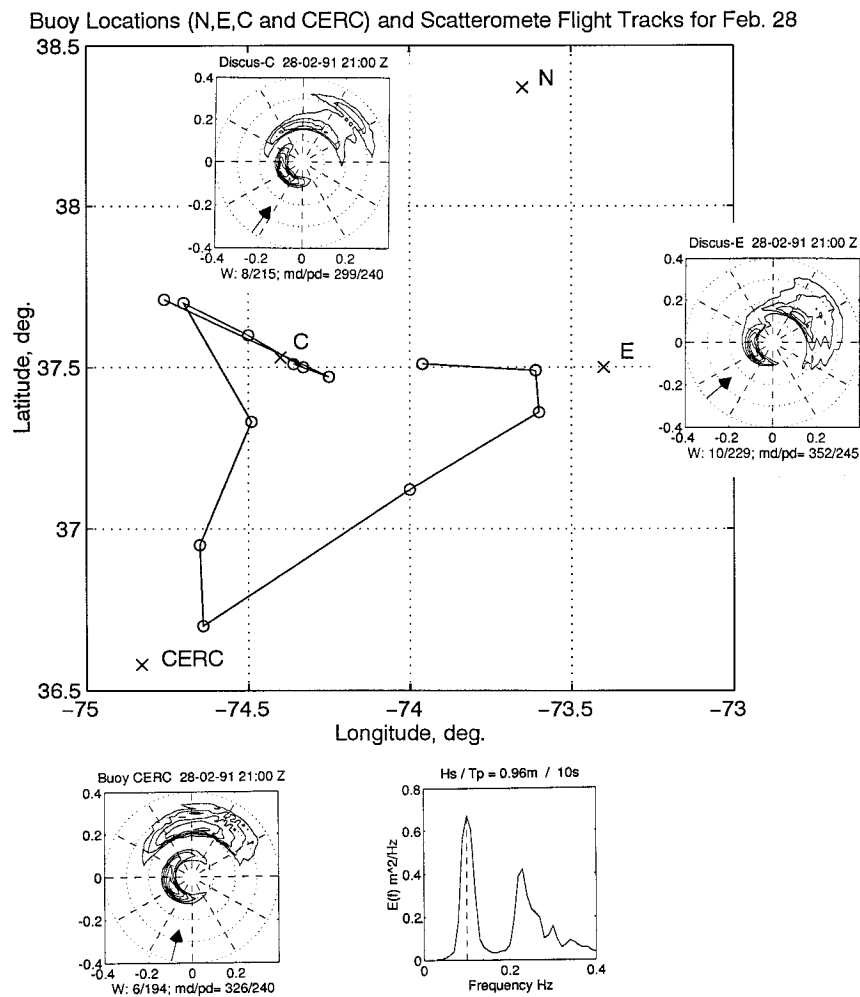 Buoy Locations (N,E,C and CERC) and Scatteromete Flight Tracks for Feb. 28
38.5
38
37.5
37
36.5
Latitude, deg.
Discus-C 28-02-91 21:00 Z
0.4
0.2
0
-0.2
-0.4
-0.4 -0.2 0 0.2 0.4
W: 8/215; md/pd= 299/240
N
Discus-E 28-02-91 21:00 Z
0.4
0.2
0
-0.2
-0.4
-0.4 -0.2 0 0.2
W: 10/229; md/pd= 352/245
C
E
CERC
-75 -74.5 -74 -73.5 -73
Longitude, deg.
Buoy CERC 28-02-91 21:00 Z
0.4
0.2
0
-0.2
-0.4
-0.4 -0.2 0 0.2 0.4
W: 6/194; md/pd= 326/240
Hs / Tp = 0.96m / 10s
0.8
0.6
0.4
0.2
0
E(f) m^2/Hz
0 0.2 0.4
Frequency Hz